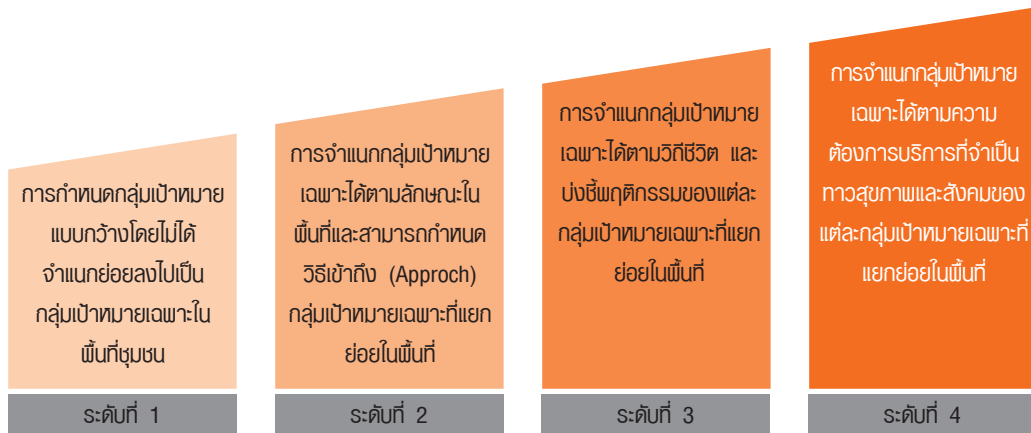 การกำหนดกลุ่มเป้าหมาย
แบบกว้างโดยไม่ได้
จำแนกย่อยลงไปเป็น
กลุ่มเป้าหมายเฉพาะใน
พื้นที่ชุมชน
ระดับที่ 1
การจำแนกกลุ่มเป้าหมาย
เฉพาะได้ตามลักษณะใน
พื้นที่และสามารถกำหนด
วิธีเข้าถึง (Approch)
กลุ่มเป้าหมายเฉพาะที่แยก
ย่อยในพื้นที่
ระดับที่ 2
การจำแนกกลุ่มเป้าหมาย
เฉพาะได้ตามวิถีชีวิต และ
บ่งชี้พฤติกรรมของแต่ละ
กลุ่มเป้าหมายเฉพาะที่แยก
ย่อยในพื้นที่
ระดับที่ 3
การจำแนกกลุ่มเป้าหมาย
เฉพาะได้ตามความ
ต้องการบริการที่จำเป็น
ทาวสุขภาพและสังคมของ
แต่ละกลุ่มเป้าหมายเฉพาะที่
แยกย่อยในพื้นที่
ระดับที่ 4